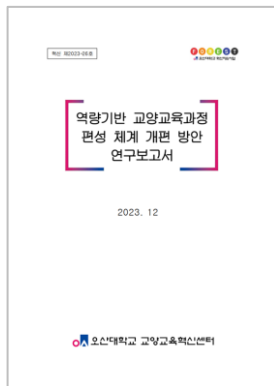 혁신 제2023-05호
FOREST
역량기반 교양교육과정
편성 체계 개편 방안
연구보고서
2023. 12
오산대학교 교양교육혁신센터